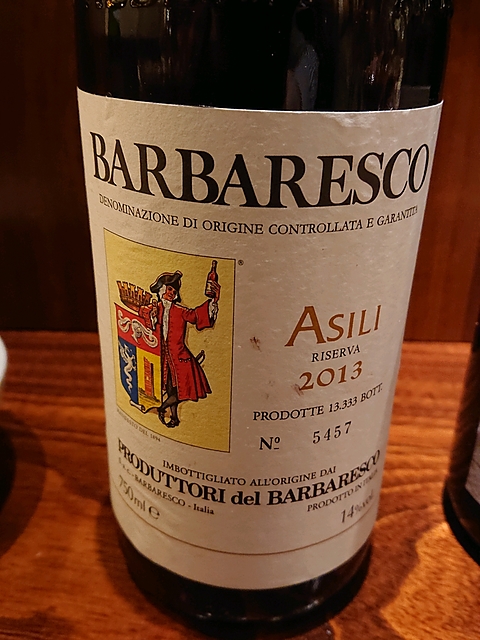 BARBARESCO
DENOMINAZIONE DI ORIGINE CONTROLLATA E GARANTITA
®
ASILI
RISERVA
2013
PRODOTTE 13.333 BOTT.
Nº 5457
IMBOTTIGLIATO ALL'ORIGINE DAI
PRODUTTORI del BARBARESCO
BARBARESCO - Italia
PRODOTTO IN
750 ml e
14% vol